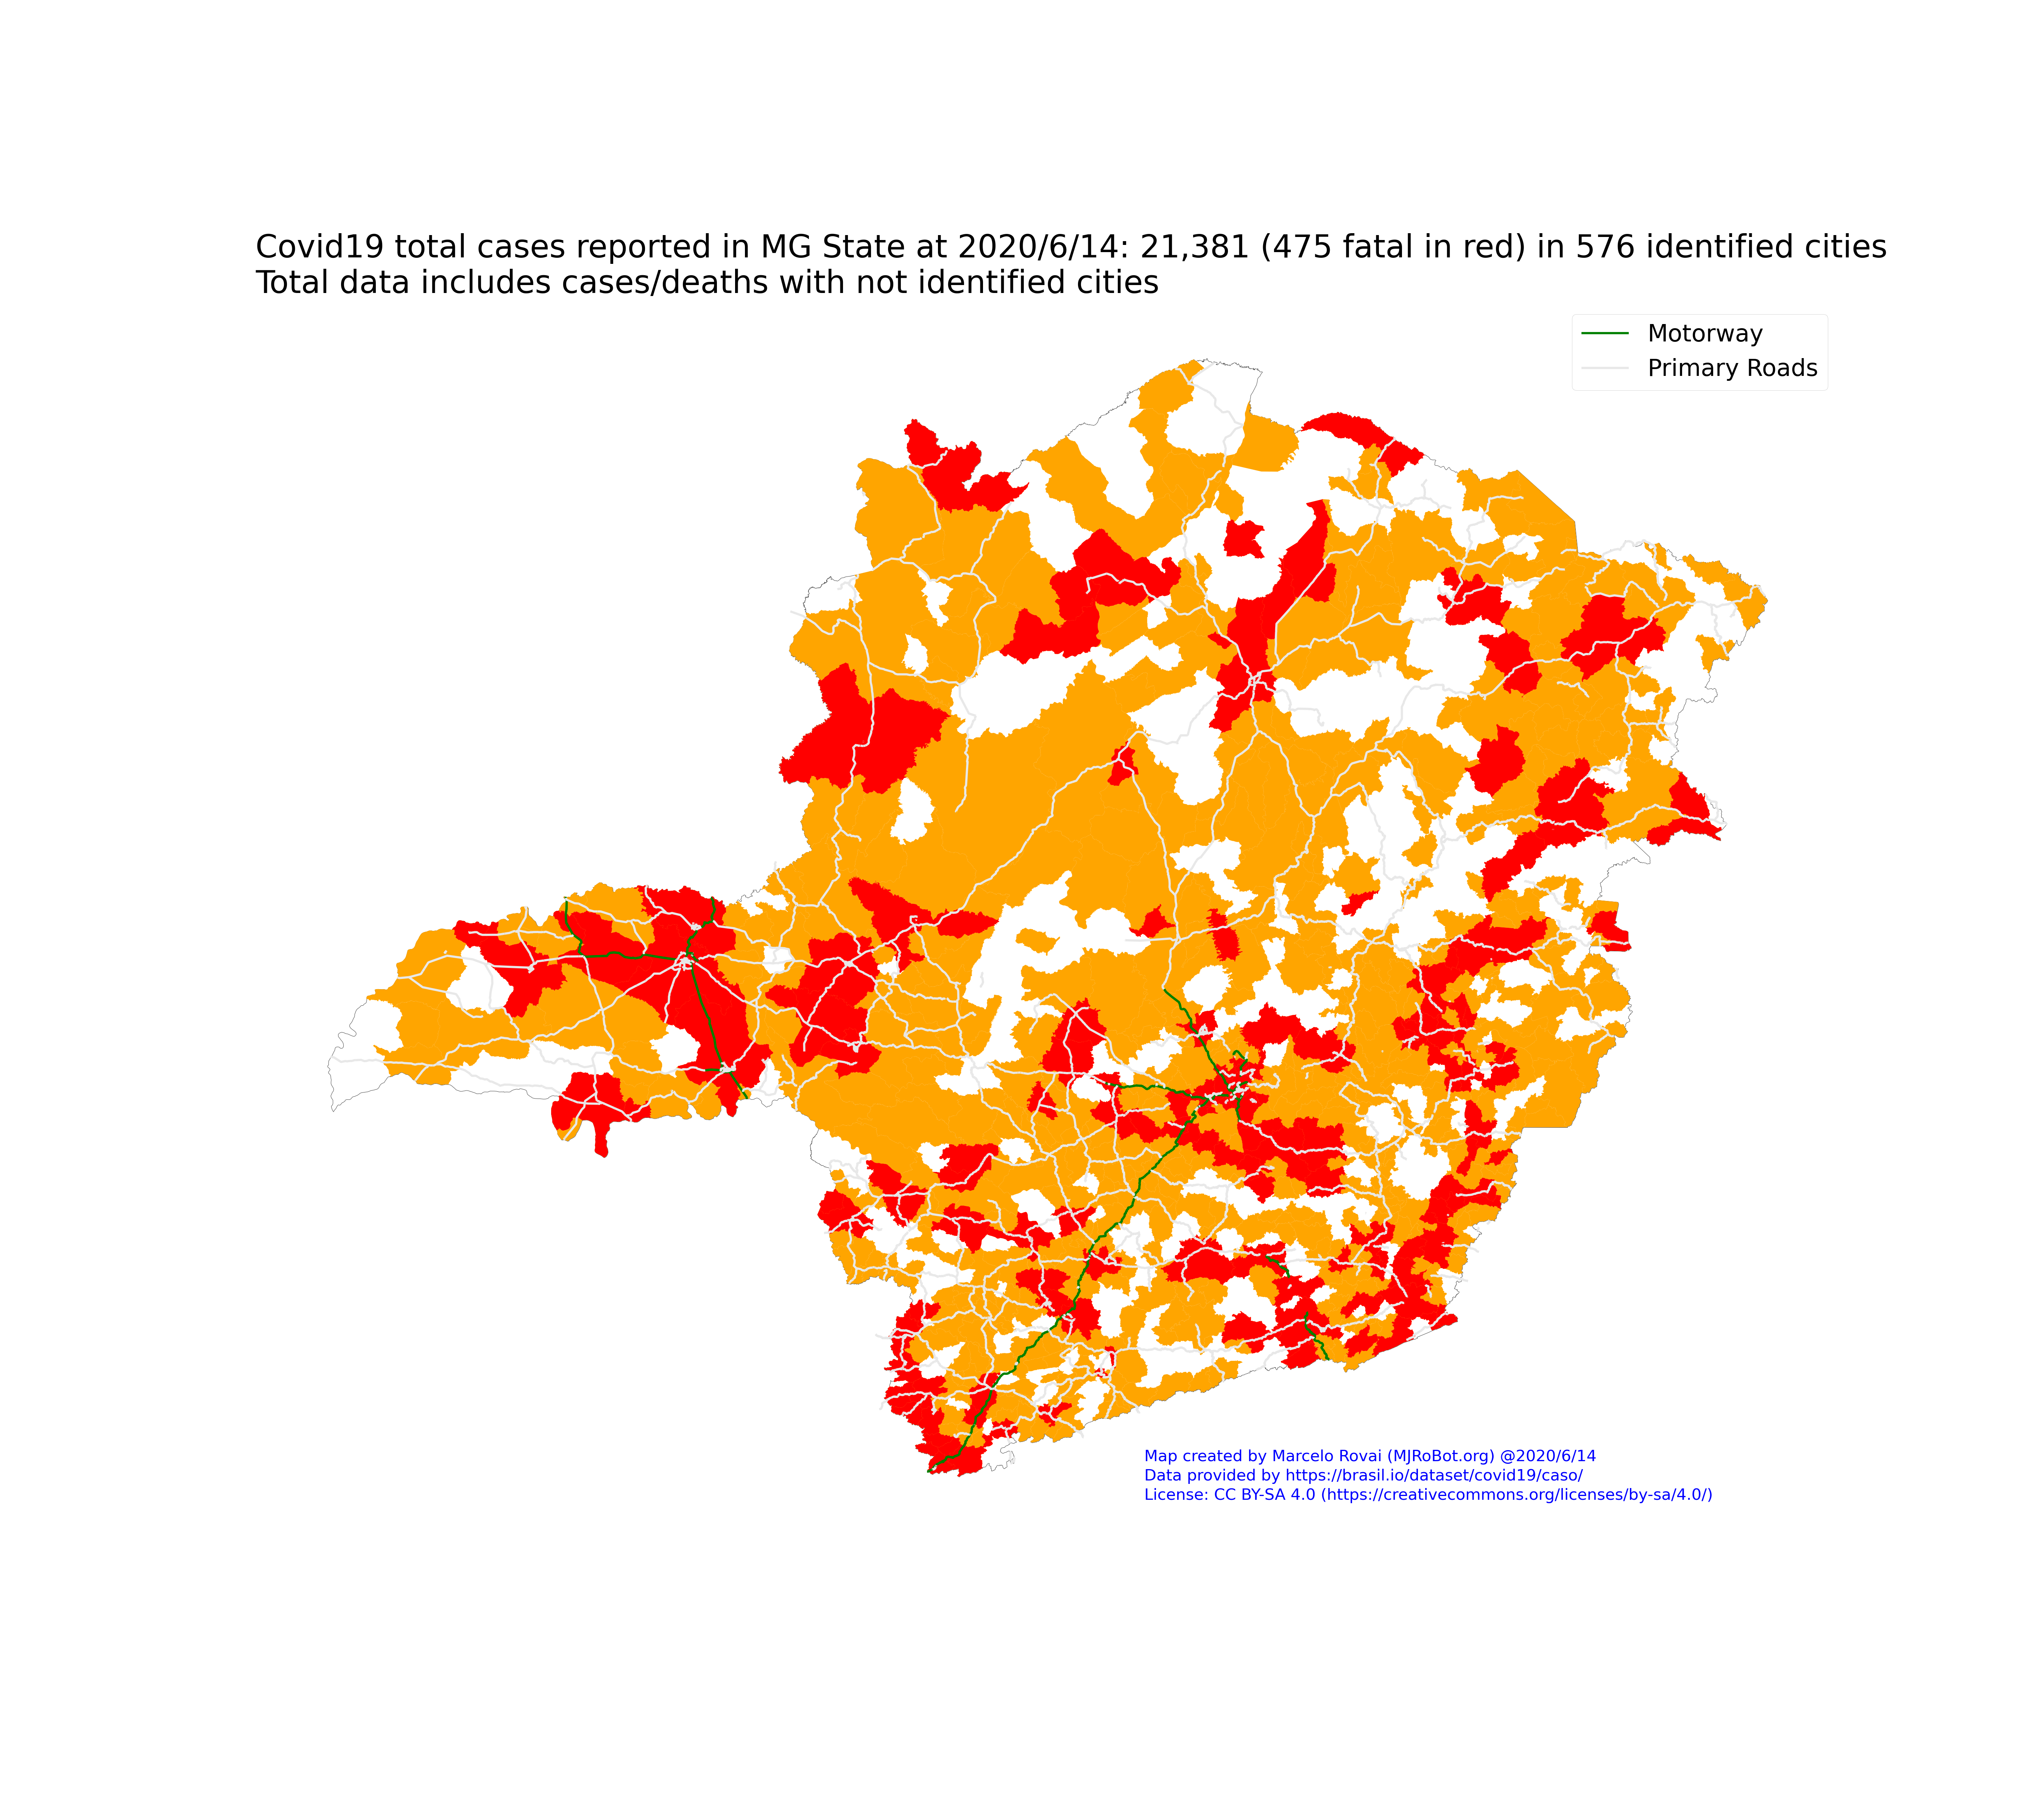 Covid19 total cases reported in MG State at 2020/6/14: 21,381 (475 fatal in red) in 576 identified cities
Total data includes cases/deaths with not identified cities
Motorway
Primary Roads
Map created by Marcelo Rovai (MJRoBot.org) @2020/6/14
Data provided by https://brasil.io/dataset/covid19/caso/
License: CC BY-SA 4.0 (https://creativecommons.org/licenses/by-sa/4.0/)